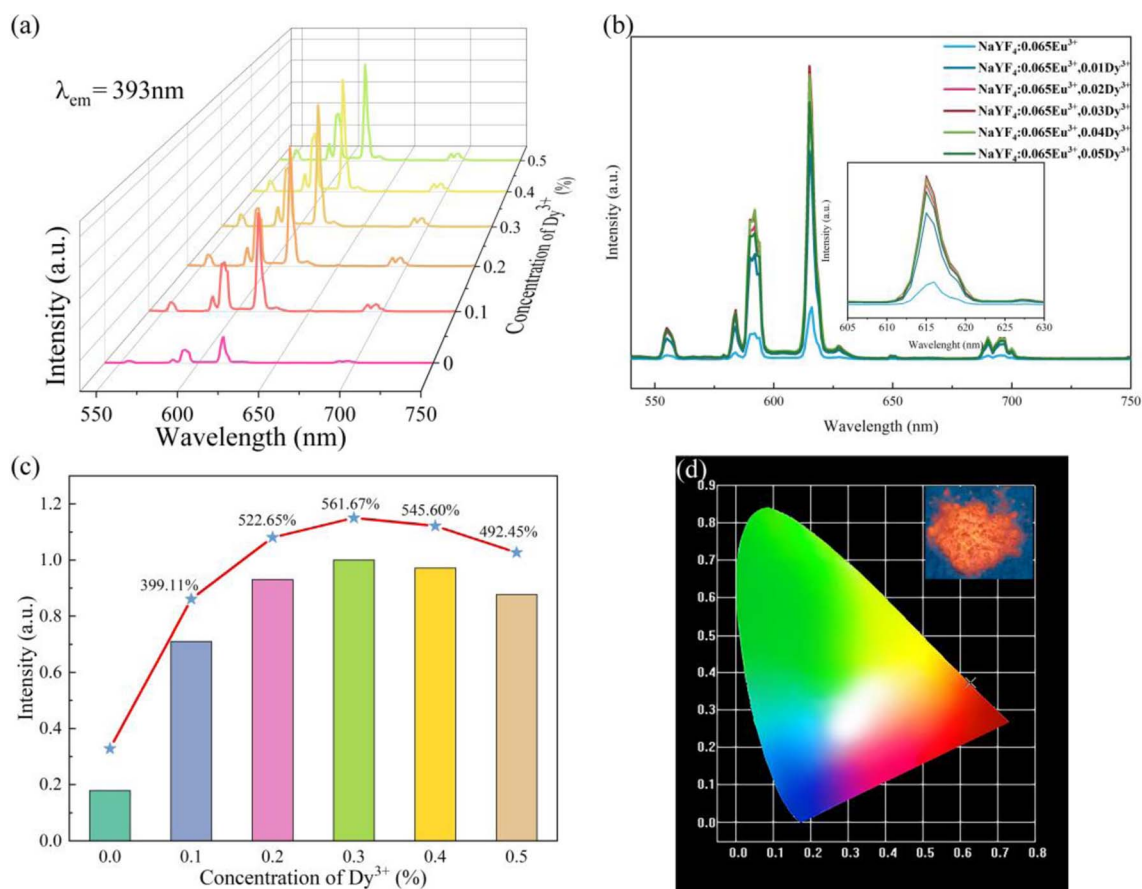 (a)
λem= 393nm
Intensity (a.u.)
Wavelength (nm)
Concentration of Dy³⁺ (%)
550 600 650 700 750
0
0.1
0.2
0.3
0.4
0.5
(b)
NaYF₄:0.065Eu³⁺
NaYF₄:0.065Eu³⁺,0.01Dy³⁺
NaYF₄:0.065Eu³⁺,0.02Dy³⁺
NaYF₄:0.065Eu³⁺,0.03Dy³⁺
NaYF₄:0.065Eu³⁺,0.04Dy³⁺
NaYF₄:0.065Eu³⁺,0.05Dy³⁺
Intensity (a.u.)
Intensity (a.u.)
605 610 615 620 625 630
Wavelenght (nm)
550 600 650 700 750
Wavelength (nm)
(c)
Intensity (a.u.)
1.2
1.0
0.8
0.6
0.4
0.2
0.0
399.11%
522.65%
561.67%
545.60%
492.45%
0.0 0.1 0.2 0.3 0.4 0.5
Concentration of Dy³⁺ (%)
(d)
0.9
0.8
0.7
0.6
0.5
0.4
0.3
0.2
0.1
0.0
0.0 0.1 0.2 0.3 0.4 0.5 0.6 0.7 0.8